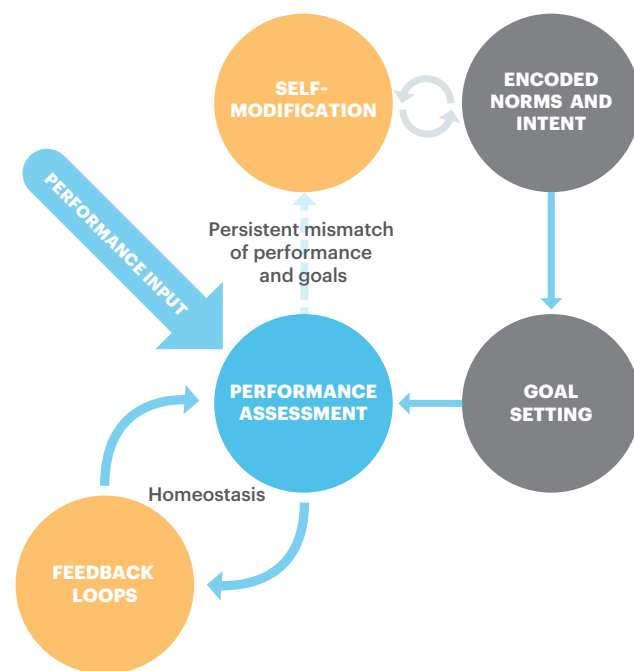 SELF-
MODIFICATION
ENCODED
NORMS AND
INTENT
PERFORMANCE INPUT
Persistent mismatch
of performance
and goals
PERFORMANCE
ASSESSMENT
GOAL
SETTING
Homeostasis
FEEDBACK
LOOPS